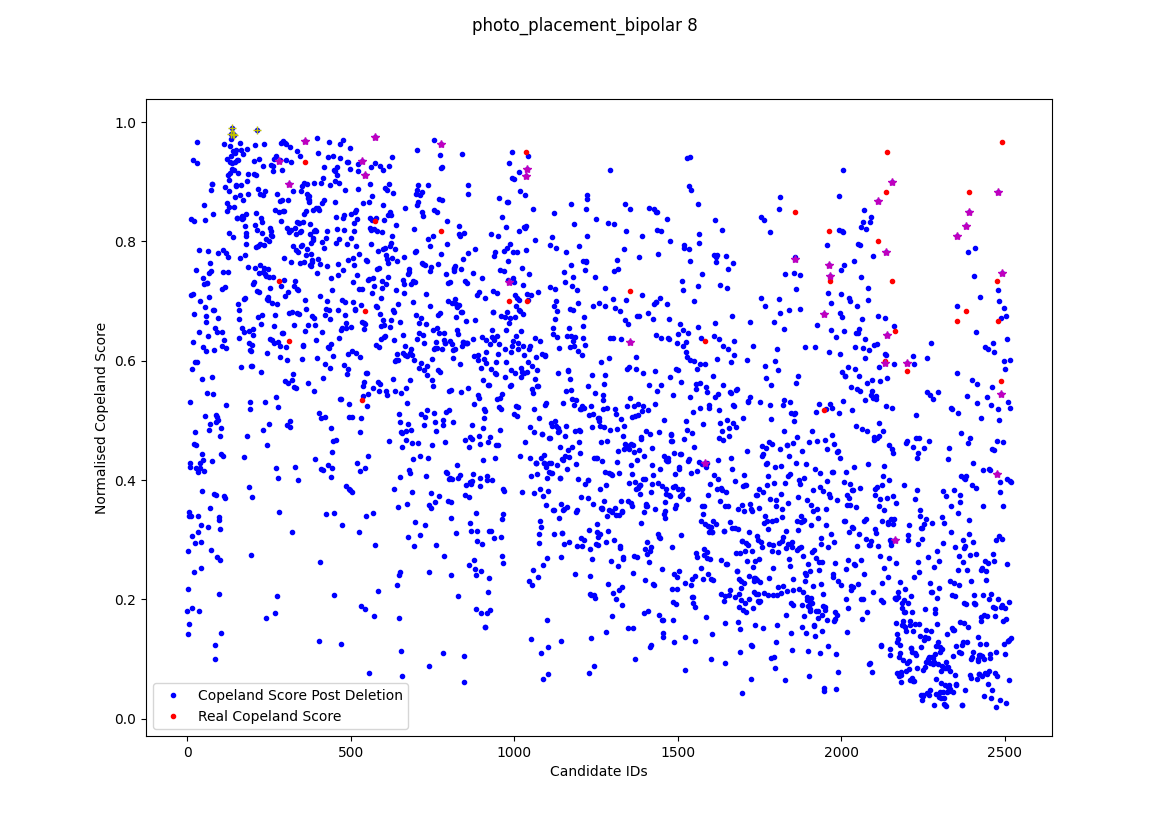 photo_placement_bipolar 8
1.0
0.8
0.6
0.4
0.2
0.0
Normalised Copeland Score
Copeland Score Post Deletion
Real Copeland Score
0 500 1000 1500 2000 2500
Candidate IDs